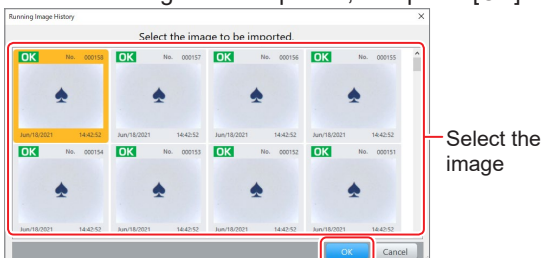 Running Image History
Select the image to be imported.
OK No. 000158 OK No. 000157 OK No. 000156 OK No. 000155
Jun/18/2021 14:42:52 Jun/18/2021 14:42:52 Jun/18/2021 14:42:52 Jun/18/2021 14:42:52
OK No. 000154 OK No. 000153 OK No. 000152 OK No. 000151
Jun/18/2021 14:42:52 Jun/18/2021 14:42:52 Jun/18/2021 14:42:52 Jun/18/2021 14:42:52
Select the
image
OK Cancel